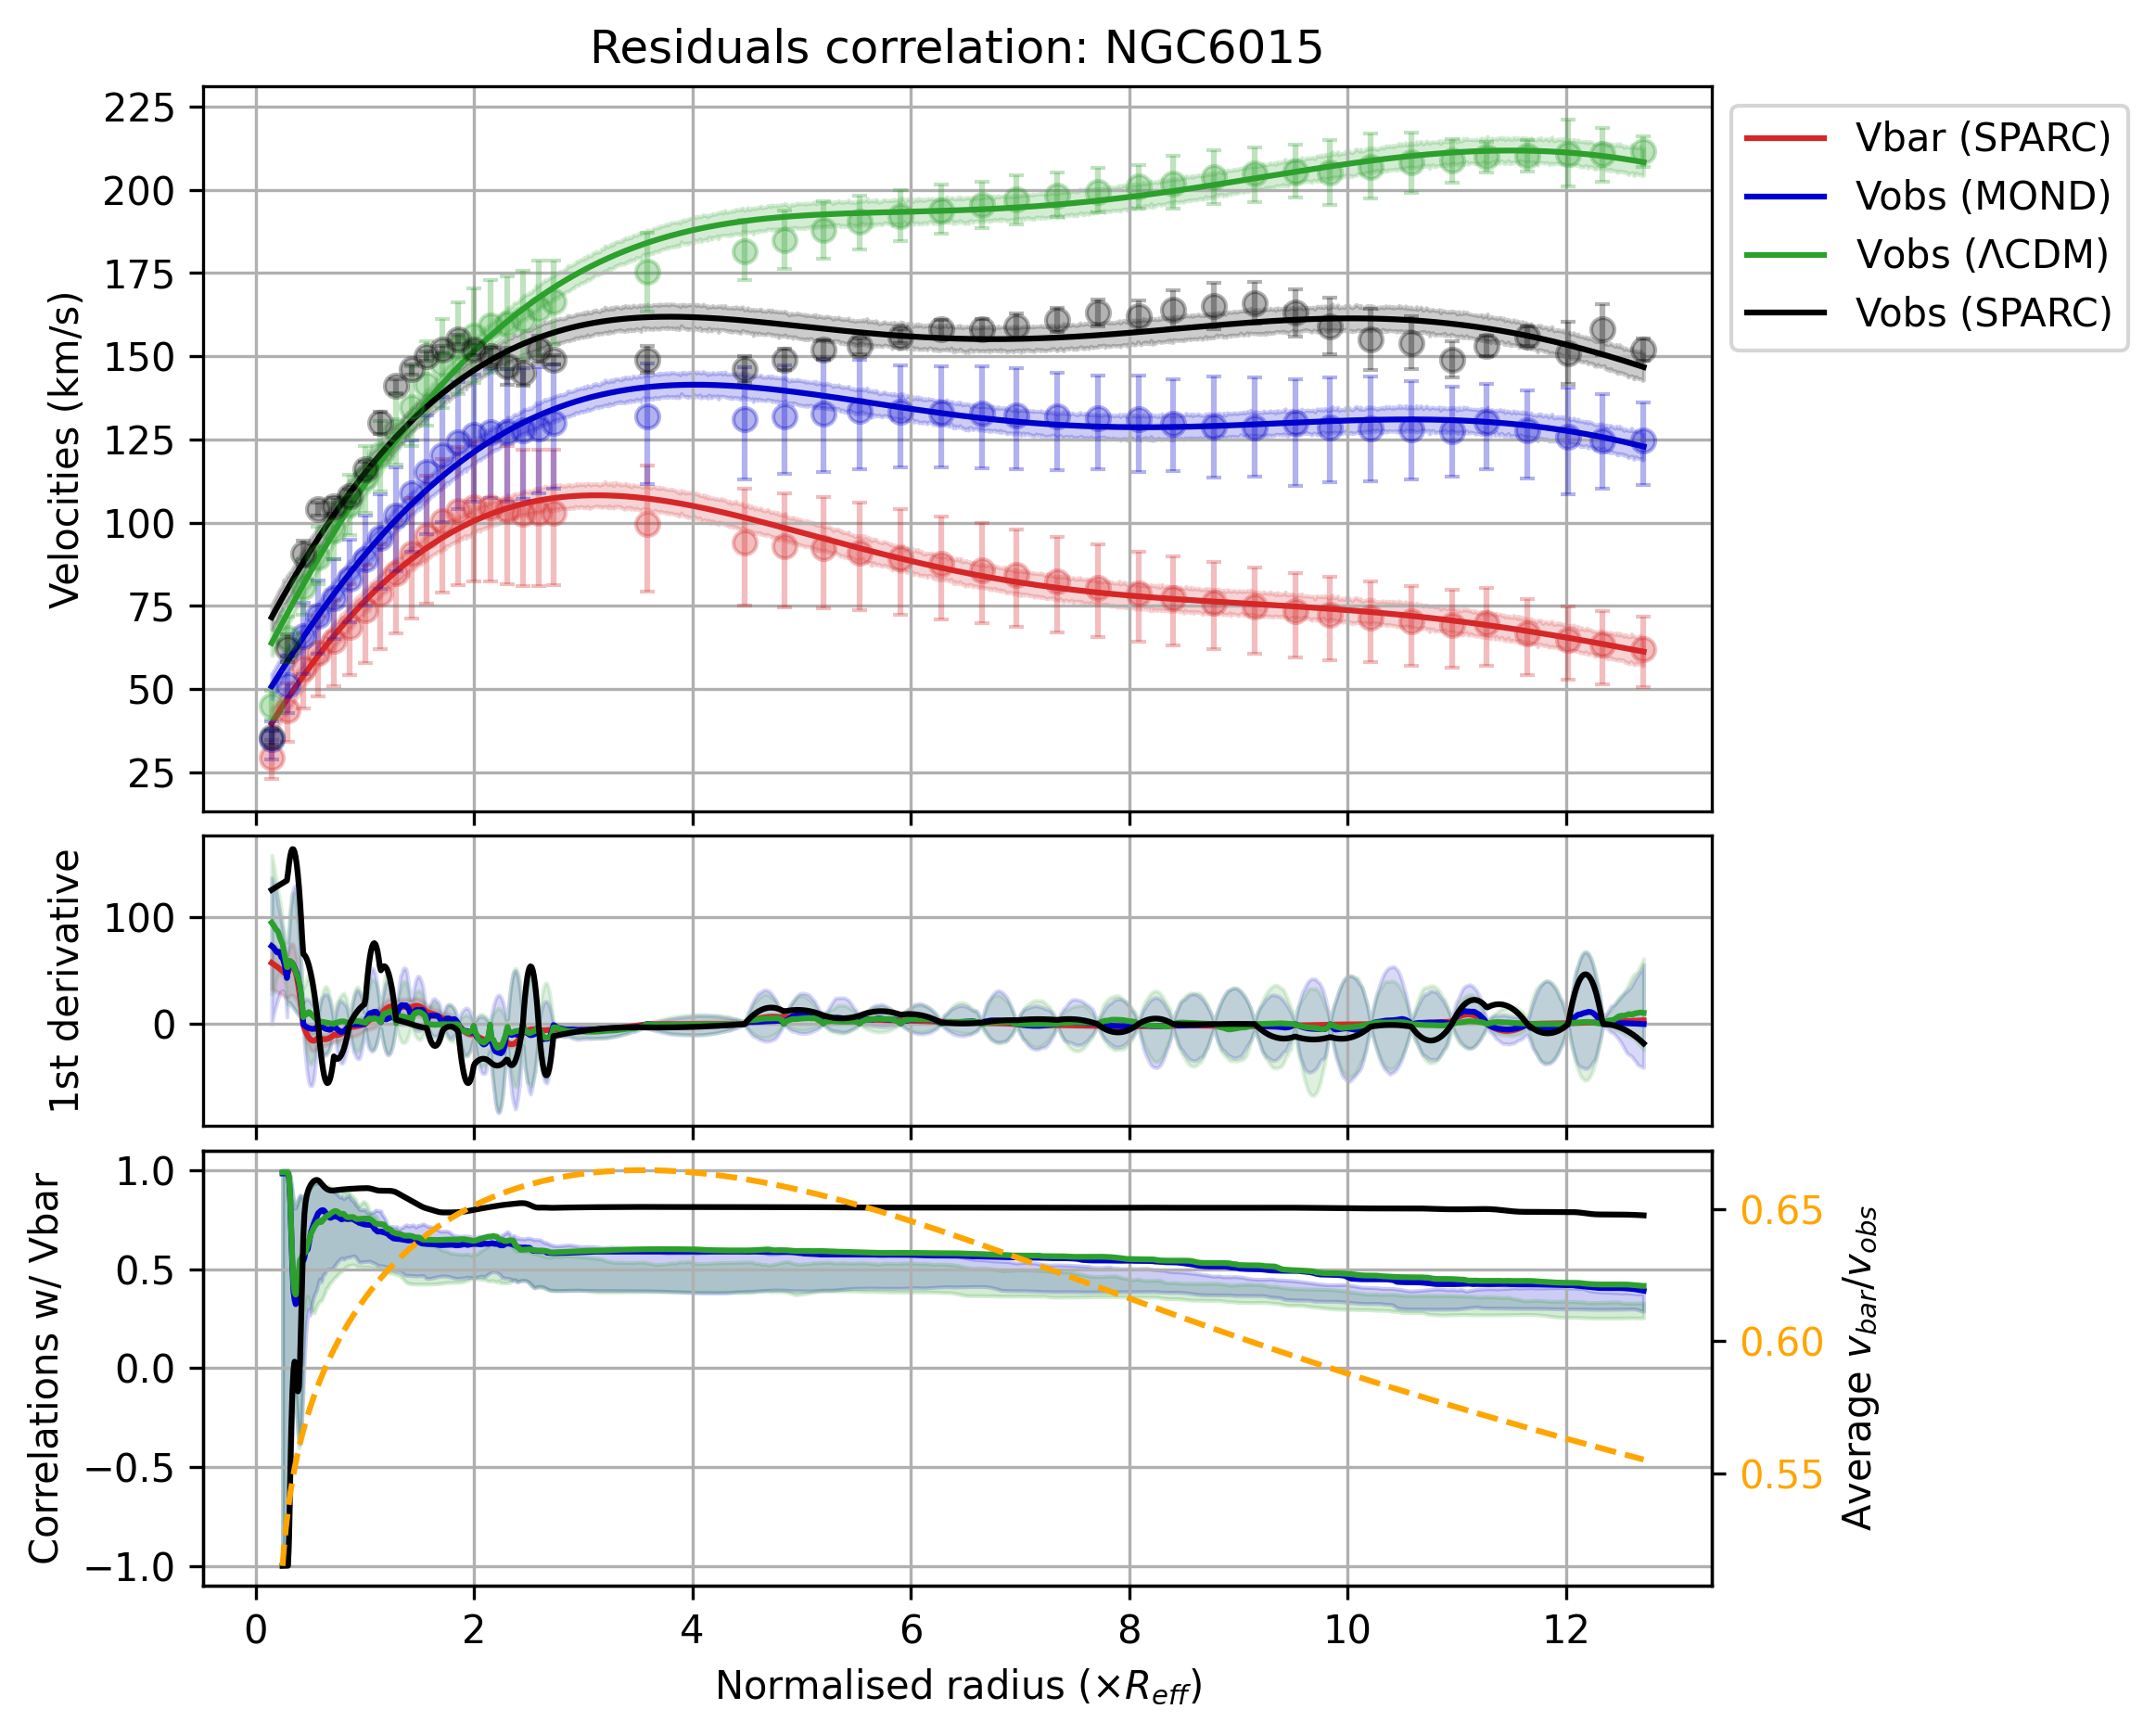 Residuals correlation: NGC6015
225
200
175
150
125
100
75
50
25
Velocities (km/s)
Vbar (SPARC)
Vobs (MOND)
Vobs (ΛCDM)
Vobs (SPARC)
100
0
1st derivative
1.0
0.5
0.0
−0.5
−1.0
Correlations w/ Vbar
0.65
0.60
0.55
Average v_bar/v_obs
0 2 4 6 8 10 12
Normalised radius (×R_eff)